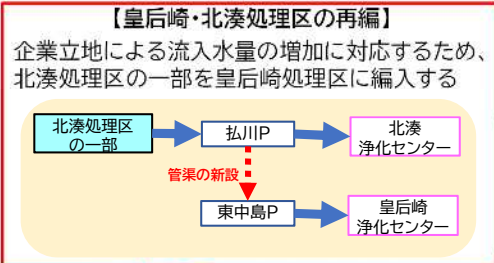 【皇后崎・北湊処理区の再編】
企業立地による流入水量の増加に対応するため、
北湊処理区の一部を皇后崎処理区に編入する
北湊処理区
の一部
払川P
北湊
浄化センター
管渠の新設
東中島P
皇后崎
浄化センター